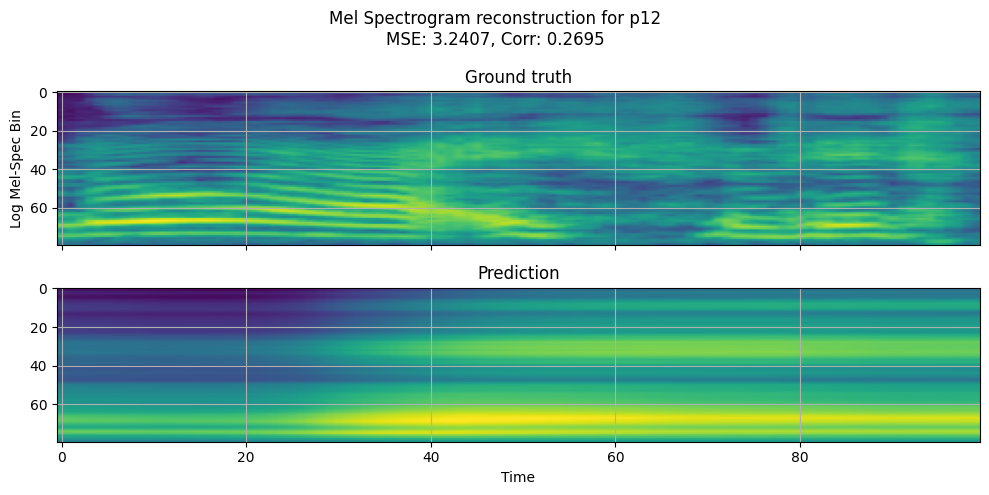 Mel Spectrogram reconstruction for p12
MSE: 3.2407, Corr: 0.2695
Ground truth
0
20
40
60
Log Mel-Spec Bin
Prediction
0
20
40
60
0 20 40 60 80
Time